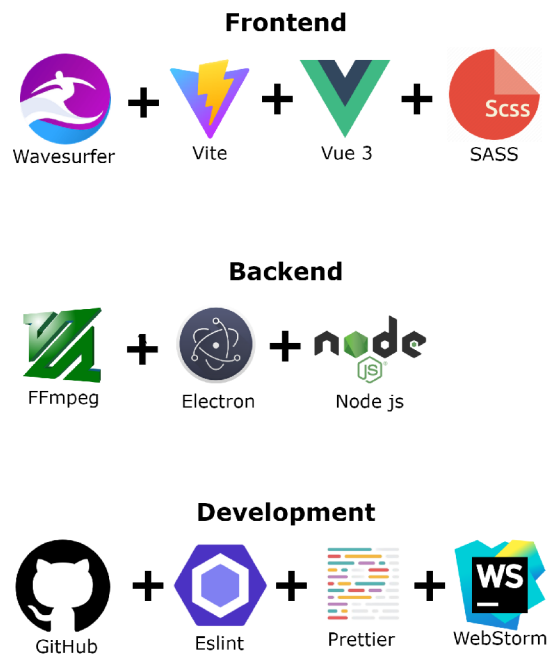 Frontend
Scss
Wavesurfer
Vite
Vue 3
SASS
Backend
node
JS
FFmpeg
Electron
Node js
Development
WS
GitHub
Eslint
Prettier
WebStorm